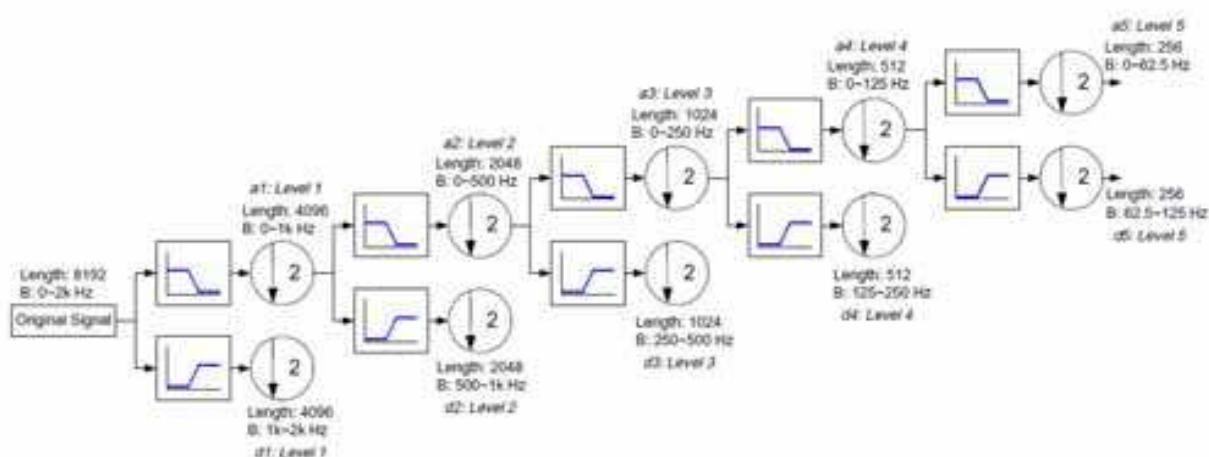 Length: 8192
B: 0~2k Hz
Original Signal
a1: Level 1
Length: 4096
B: 0~1k Hz
2
2
Length: 4096
B: 1k~2k Hz
d1: Level 1
a2: Level 2
Length: 2048
B: 0~500 Hz
2
2
Length: 2048
B: 500~1k Hz
d2: Level 2
a3: Level 3
Length: 1024
B: 0~250 Hz
2
2
Length: 1024
B: 250~500 Hz
d3: Level 3
a4: Level 4
Length: 512
B: 0~125 Hz
2
2
Length: 512
B: 125~250 Hz
d4: Level 4
a5: Level 5
Length: 256
B: 0~62.5 Hz
2
2
Length: 256
B: 62.5~125 Hz
d5: Level 5